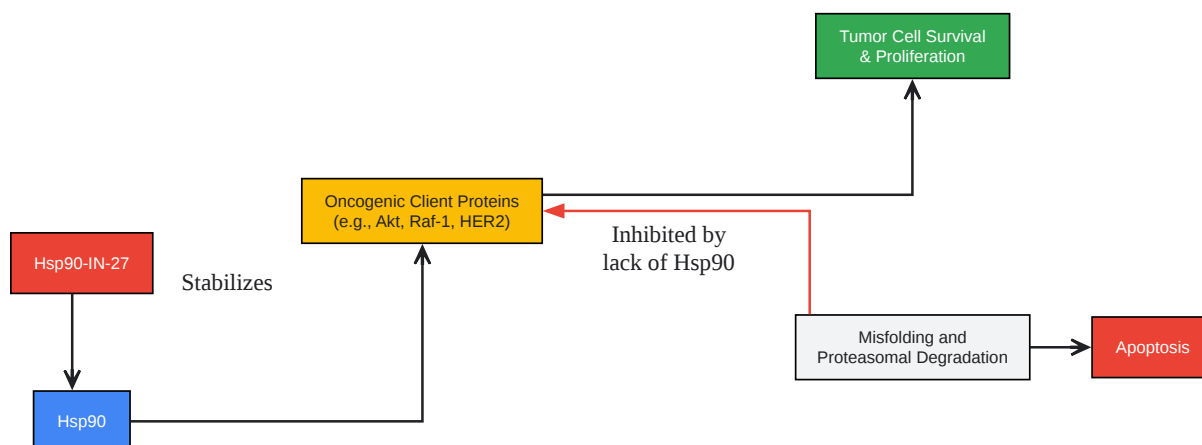 Tumor Cell Survival
& Proliferation
Oncogenic Client Proteins
(e.g., Akt, Raf-1, HER2)
Inhibited by
lack of Hsp90
Hsp90-IN-27
Stabilizes
Misfolding and
Proteasomal Degradation
Apoptosis
Hsp90